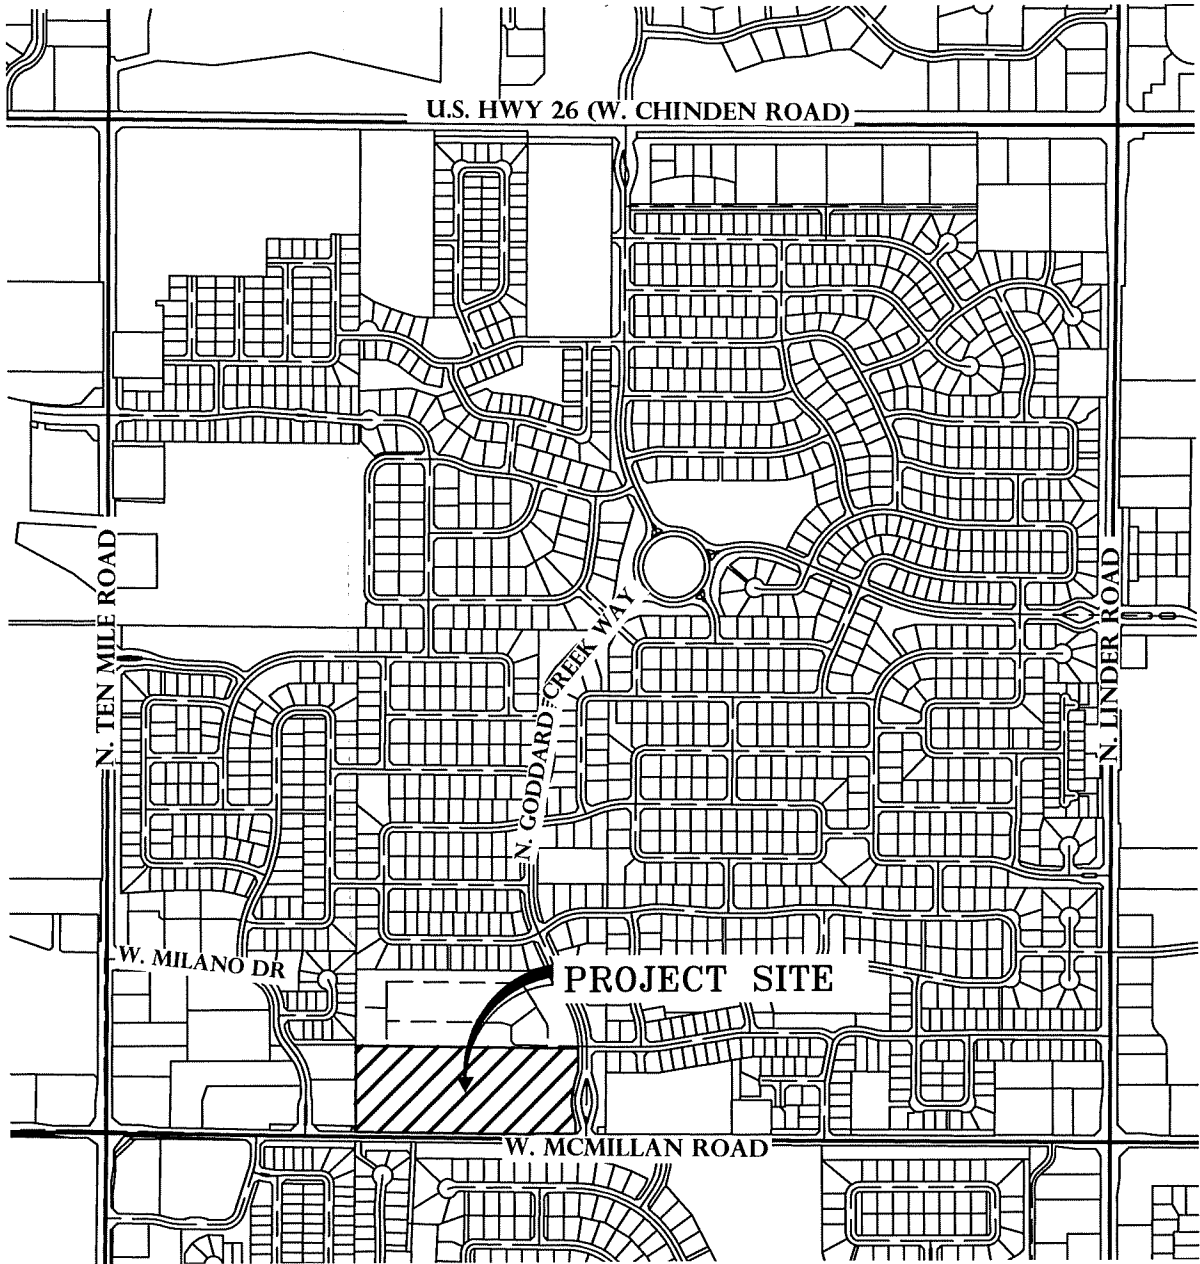 U.S. HWY 26 (W. CHINDEN ROAD)
N. TEN MILE ROAD
N. LINDER ROAD
N. GODDARD CREEK WAY
W. MILANO DR
PROJECT SITE
W. MCMILLAN ROAD